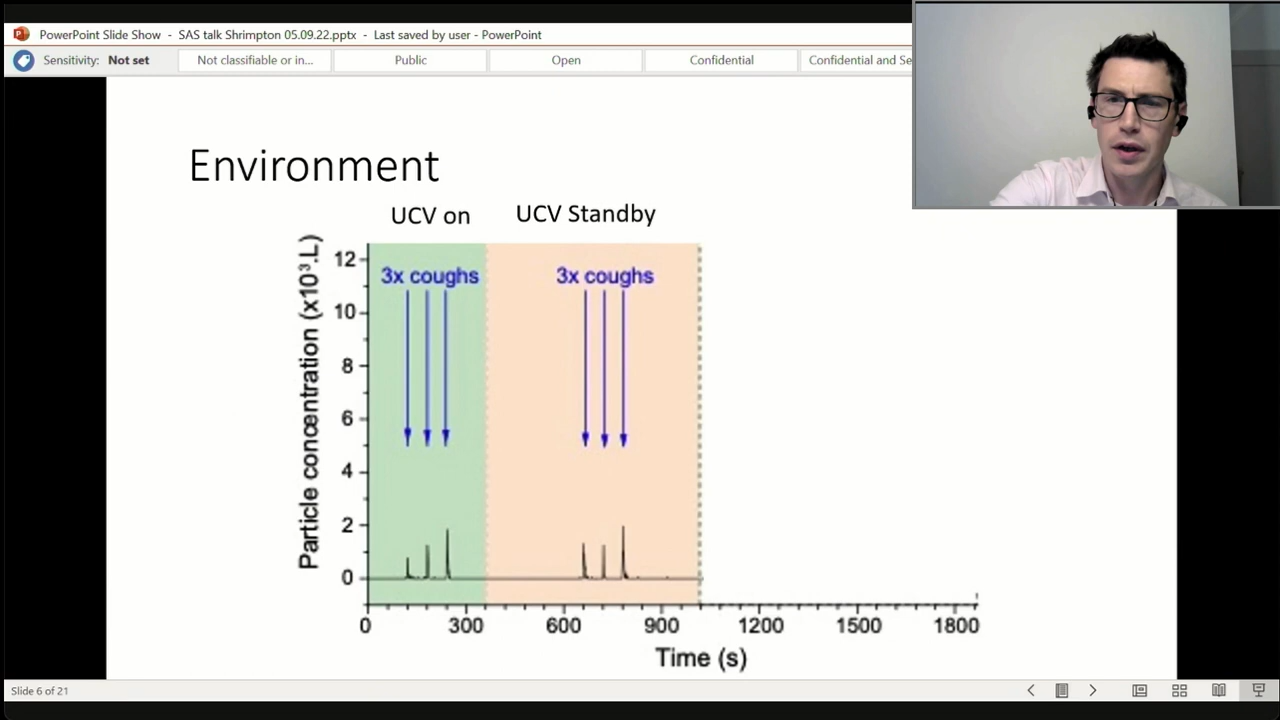 PowerPoint Slide Show - SAS talk Shrimpton 05.09.22.pptx - Last saved by user - PowerPoint
Sensitivity: Not set
Not classifiable or in...
Public
Open
Confidential
Confidential and Se
Environment
UCV on
UCV Standby
3x coughs
3x coughs
Particle concentration (x10³.L)
12
10
8
6
4
2
0
0 300 600 900 1200 1500 1800
Time (s)
Slide 6 of 21